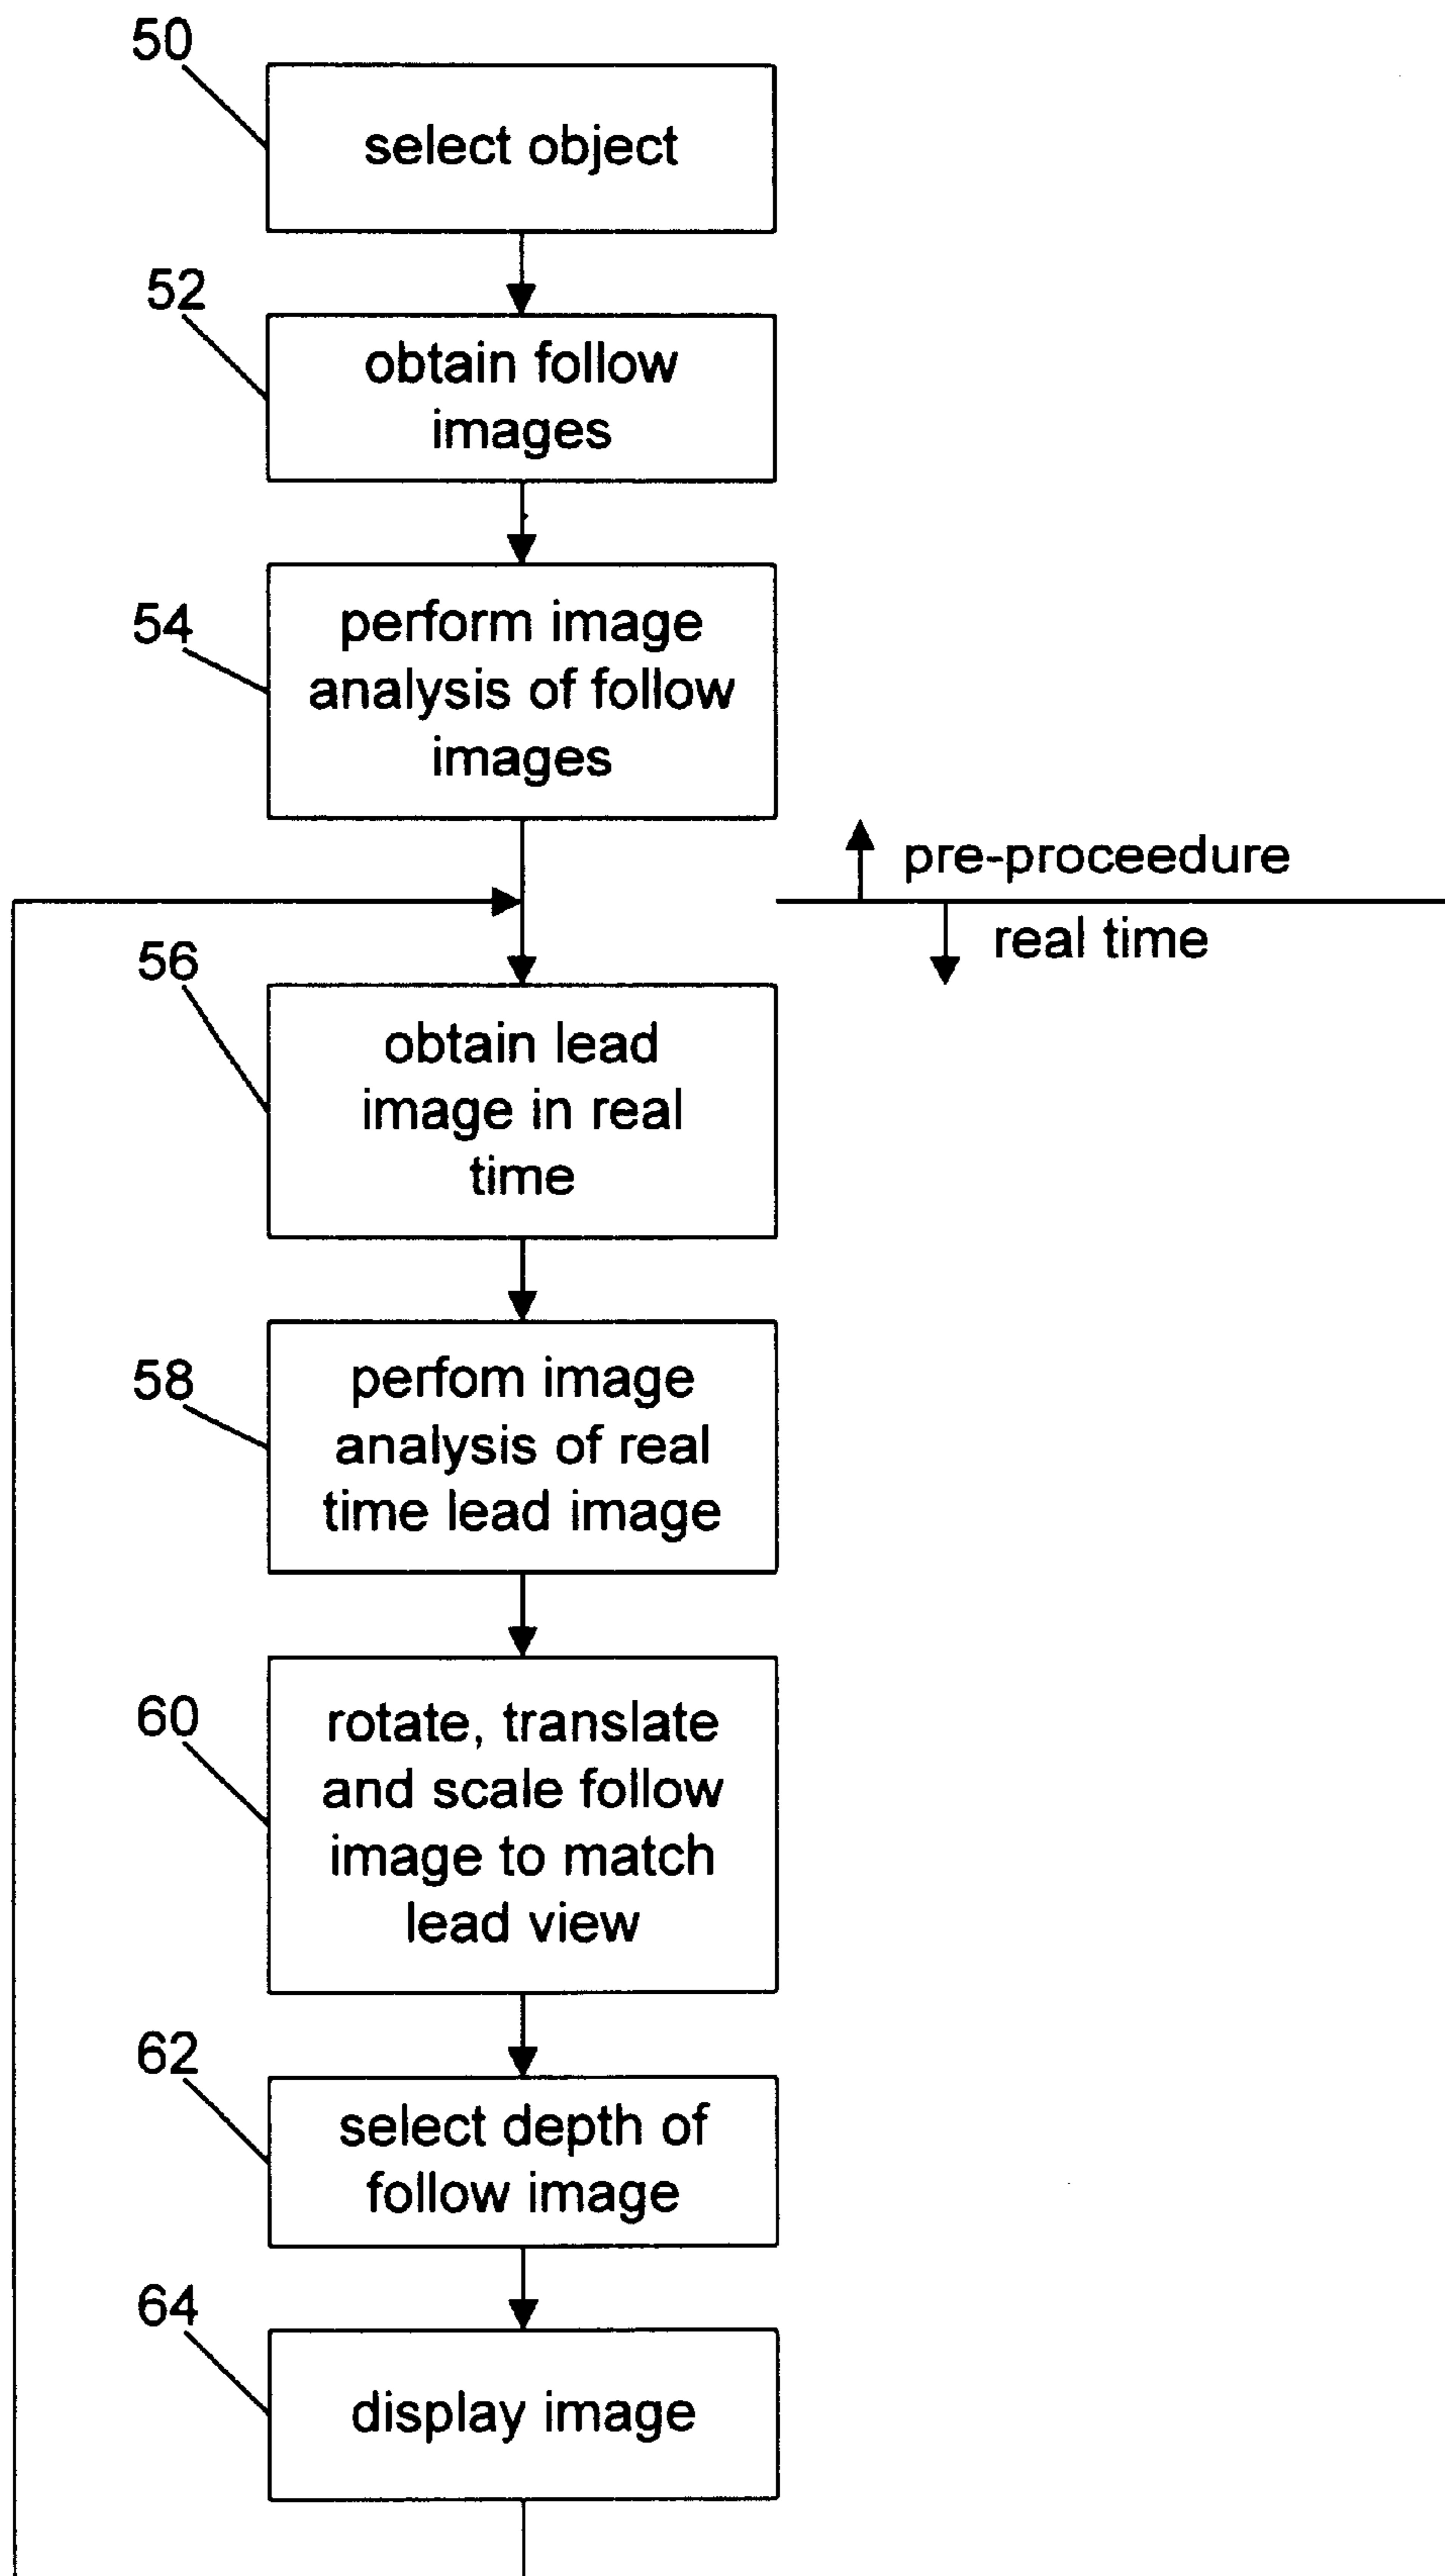 50
select object
52
obtain follow
images
54
perform image
analysis of follow
images
pre-proceedure
real time
56
obtain lead
image in real
time
58
perfom image
analysis of real
time lead image
60
rotate, translate
and scale follow
image to match
lead view
62
select depth of
follow image
64
display image